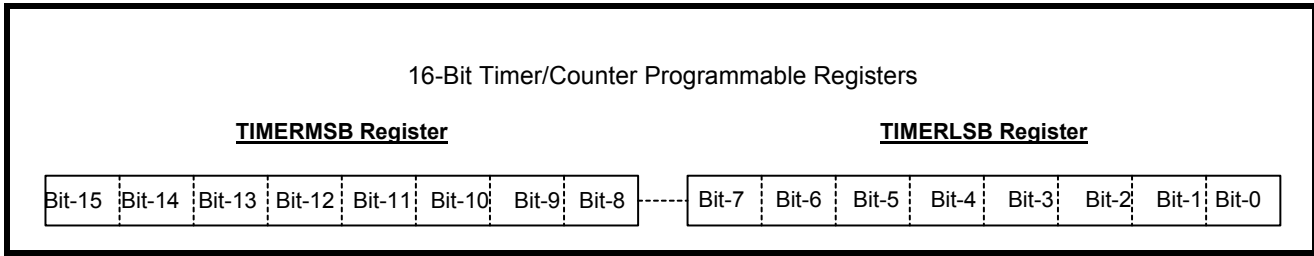 16-Bit Timer/Counter Programmable Registers
TIMERMSB Register TIMERLSB Register
Bit-15 Bit-14 Bit-13 Bit-12 Bit-11 Bit-10 Bit-9 Bit-8 Bit-7 Bit-6 Bit-5 Bit-4 Bit-3 Bit-2 Bit-1 Bit-0